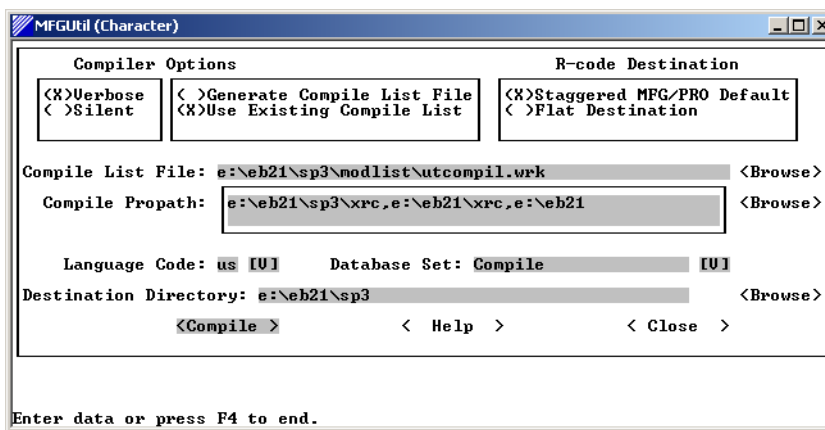 MFGUtil (Character)
Compiler Options R-code Destination
(X)Verbose ( )Generate Compile List File (X)Staggered MFG/PRO Default
( )Silent (X)Use Existing Compile List ( )Flat Destination
Compile List File: e:\eb21\sp3\modlist\utcompil.wrk <Browse>
Compile Propath: e:\eb21\sp3\xrc,e:\eb21\xrc,e:\eb21 <Browse>
Language Code: us [V] Database Set: Compile [V]
Destination Directory: e:\eb21\sp3 <Browse>
<Compile > < Help > < Close >
Enter data or press F4 to end.